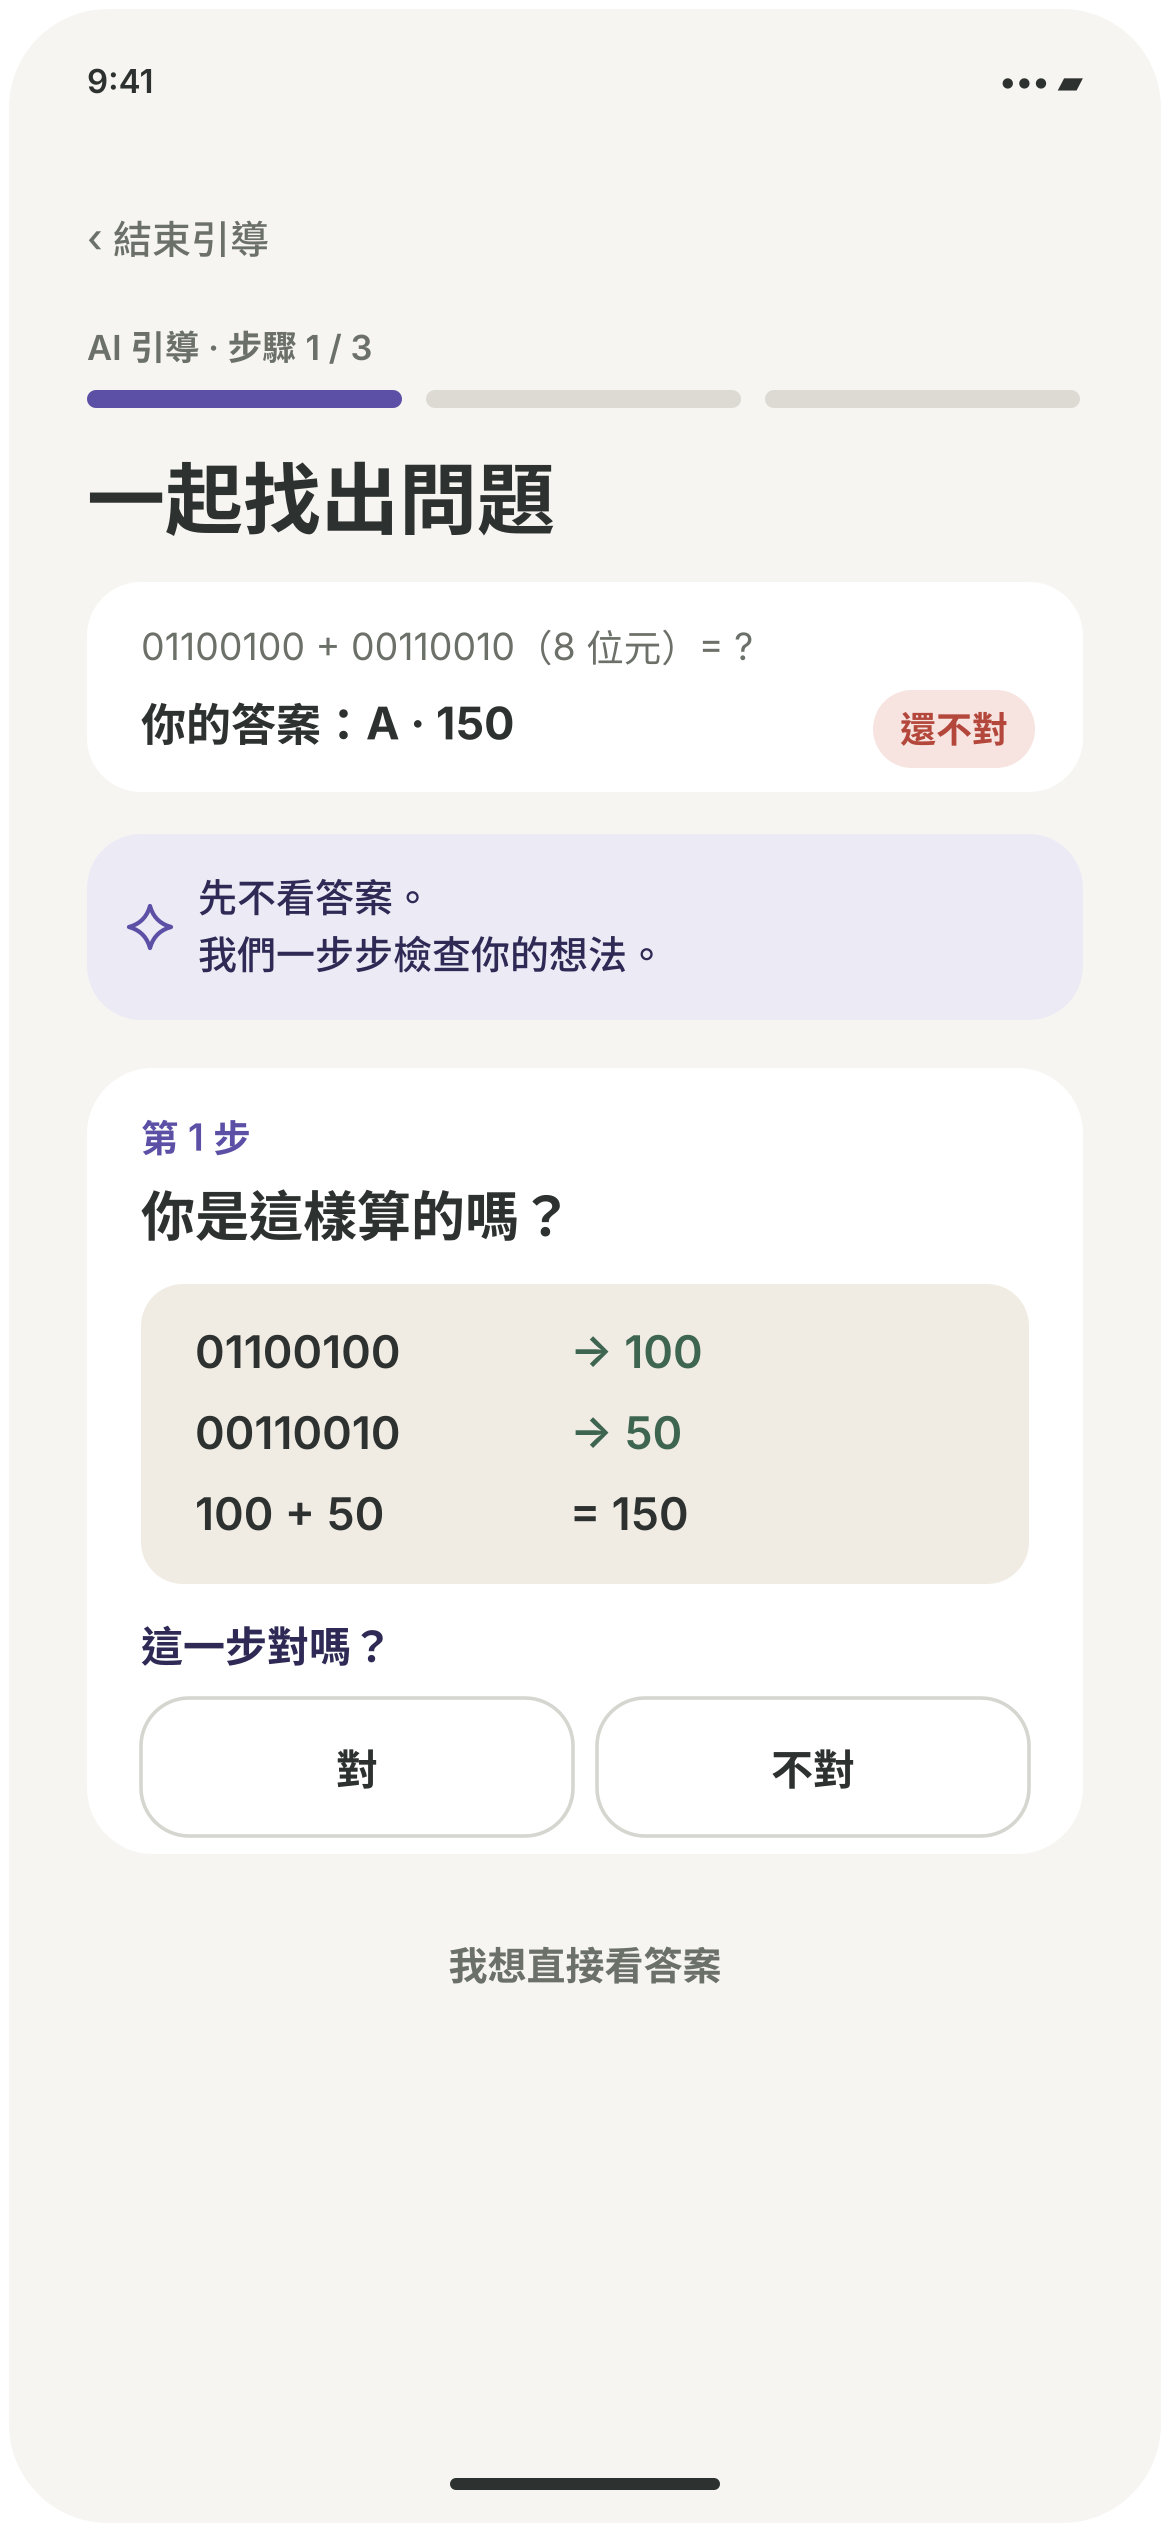 9:41
‹ 結束引導
AI 引導 · 步驟 1 / 3
一起找出問題
01100100 + 00110010（8 位元）= ?
你的答案：A · 150
還不對
先不看答案。
我們一步步檢查你的想法。
第 1 步
你是這樣算的嗎？
01100100 → 100
00110010 → 50
100 + 50 = 150
這一步對嗎？
對 不對
我想直接看答案